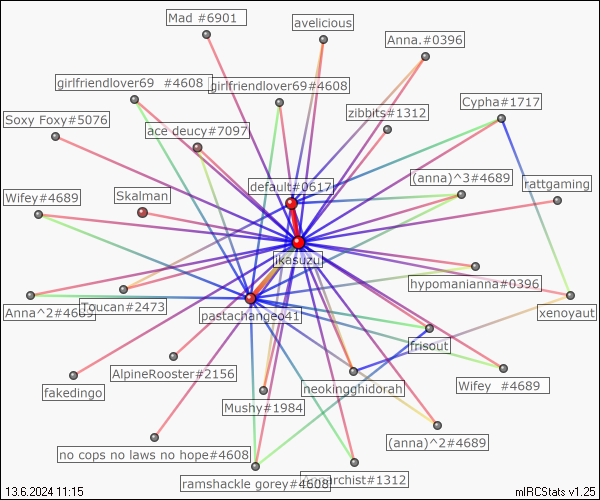 Mad #6901
avelicious
Anna.#0396
girlfriendlover69 #4608
girlfriendlover69#4608
Cypha#1717
zibbits#1312
Soxy Foxy#5076
ace deucy#7097
(anna)^3#4689
rattgaming
default#0617
Wifey#4689
Skalman
ikasuzu
hypomanianna#0396
Anna^2#4689
Toucan#2473
pastachangeo41
xenoyaut
frisout
AlpineRooster#2156
fakedingo
neokingghidorah
Wifey #4689
Mushy#1984
(anna)^2#4689
no cops no laws no hope#4608
ramshackle gorey#4608
#1312
13.6.2024 11:15
mIRCStats v1.25